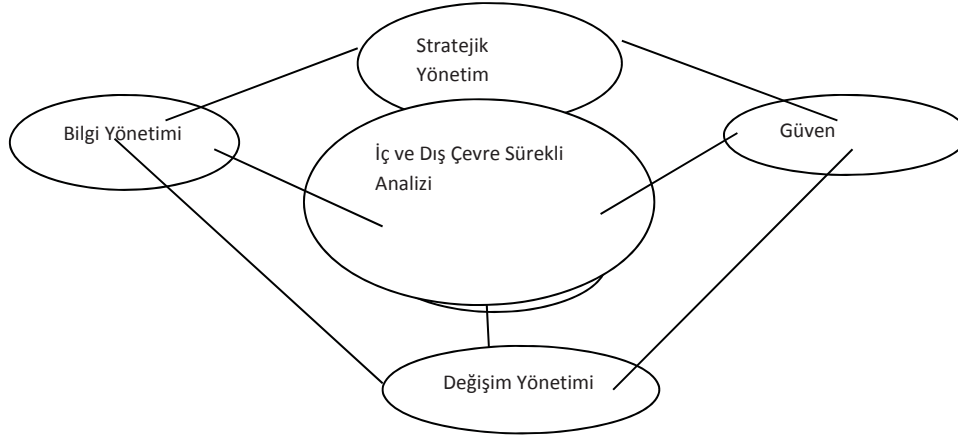 Stratejik
Yönetim
Bilgi Yönetimi
Güven
İç ve Dış Çevre Sürekli
Analizi
Değişim Yönetimi